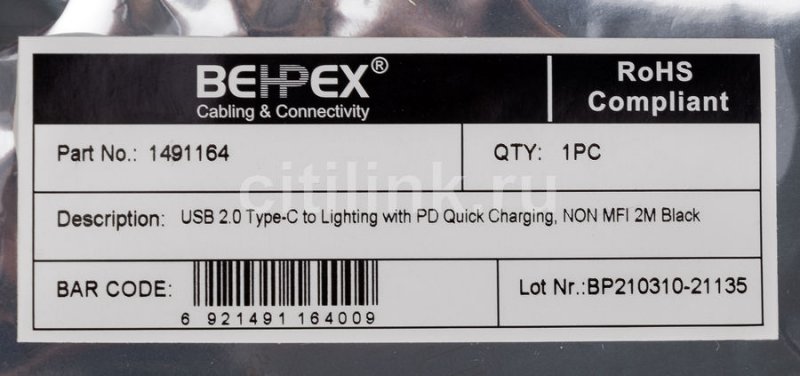 BEHPEX®
Cabling & Connectivity
RoHS
Compliant
Part No.: 1491164
QTY: 1PC
citilink.ru
Description: USB 2.0 Type-C to Lighting with PD Quick Charging, NON MFI 2M Black
BAR CODE:
6 921491 164009
Lot Nr.:BP210310-21135